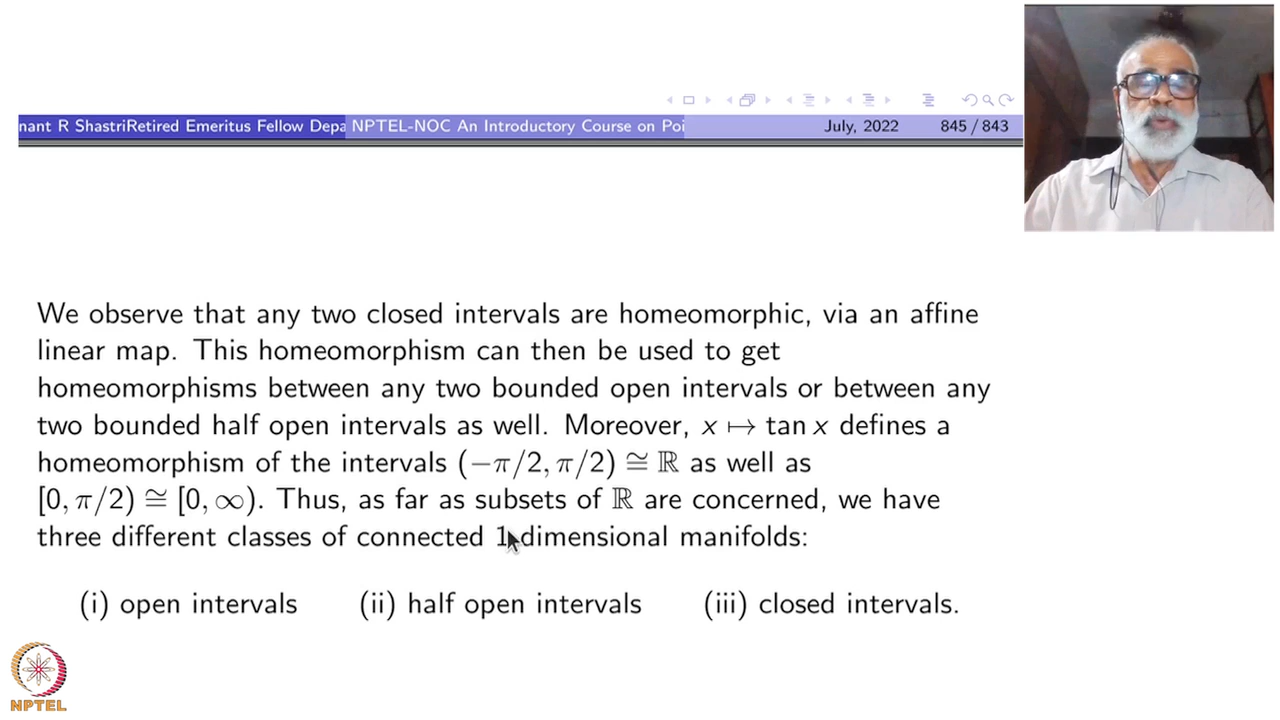 nant R ShastriRetired Emeritus Fellow Depa NPTEL-NOC An Introductory Course on Poi July, 2022 845 / 843
We observe that any two closed intervals are homeomorphic, via an affine
linear map. This homeomorphism can then be used to get
homeomorphisms between any two bounded open intervals or between any
two bounded half open intervals as well. Moreover, x ↦ tan x defines a
homeomorphism of the intervals (−π/2, π/2) ≅ ℝ as well as
[0, π/2) ≅ [0, ∞). Thus, as far as subsets of ℝ are concerned, we have
three different classes of connected 1-dimensional manifolds:
(i) open intervals (ii) half open intervals (iii) closed intervals.
NPTEL